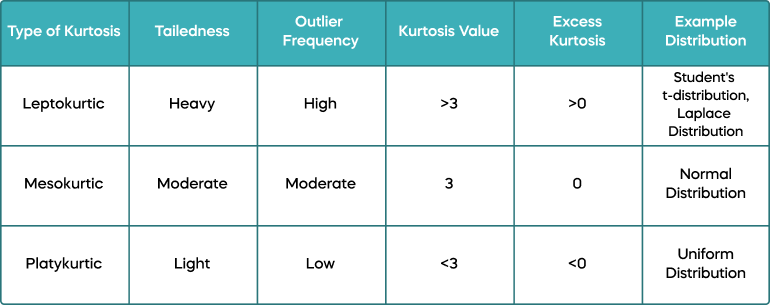 Type of Kurtosis
Tailedness
Outlier
Frequency
Kurtosis Value
Excess
Kurtosis
Example
Distribution
Leptokurtic
Heavy
High
>3
>0
Student's
t-distribution,
Laplace
Distribution
Mesokurtic
Moderate
Moderate
3
0
Normal
Distribution
Platykurtic
Light
Low
<3
<0
Uniform
Distribution